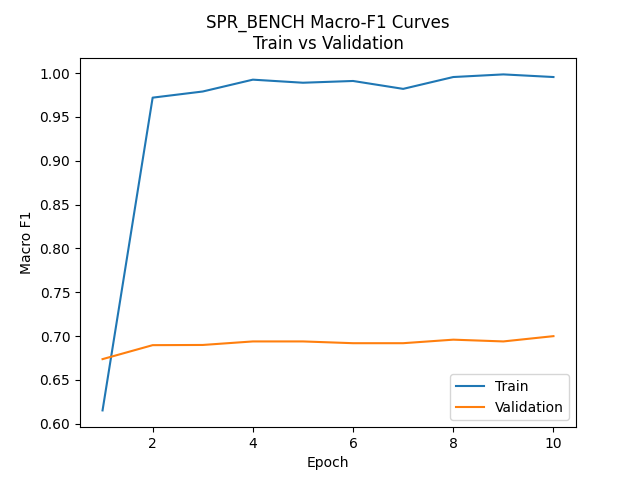 SPR_BENCH Macro-F1 Curves
Train vs Validation
Macro F1
1.00
0.95
0.90
0.85
0.80
0.75
0.70
0.65
0.60
2
4
6
8
10
Epoch
Train
Validation